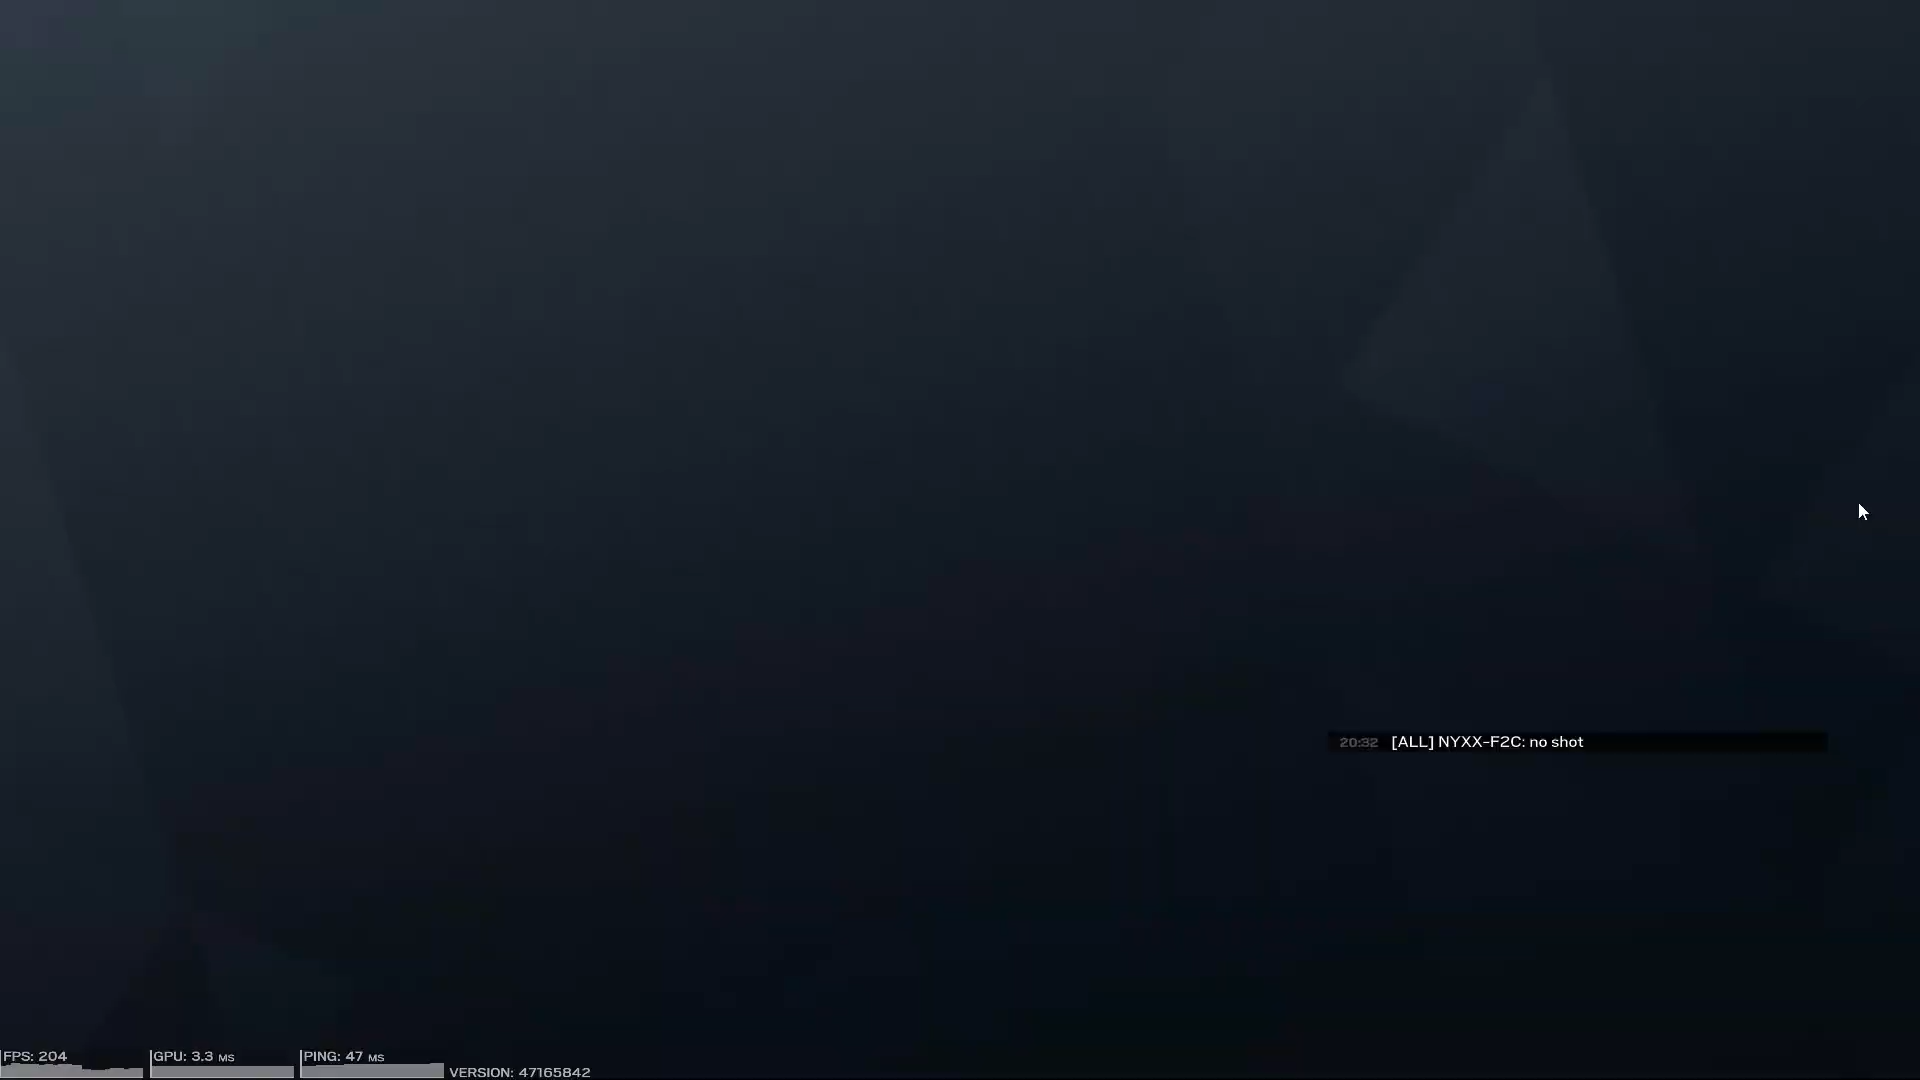 20:32 [ALL] NYXX-F2C: no shot
FPS: 204 GPU: 3.3 MS PING: 47 MS
VERSION: 47165842